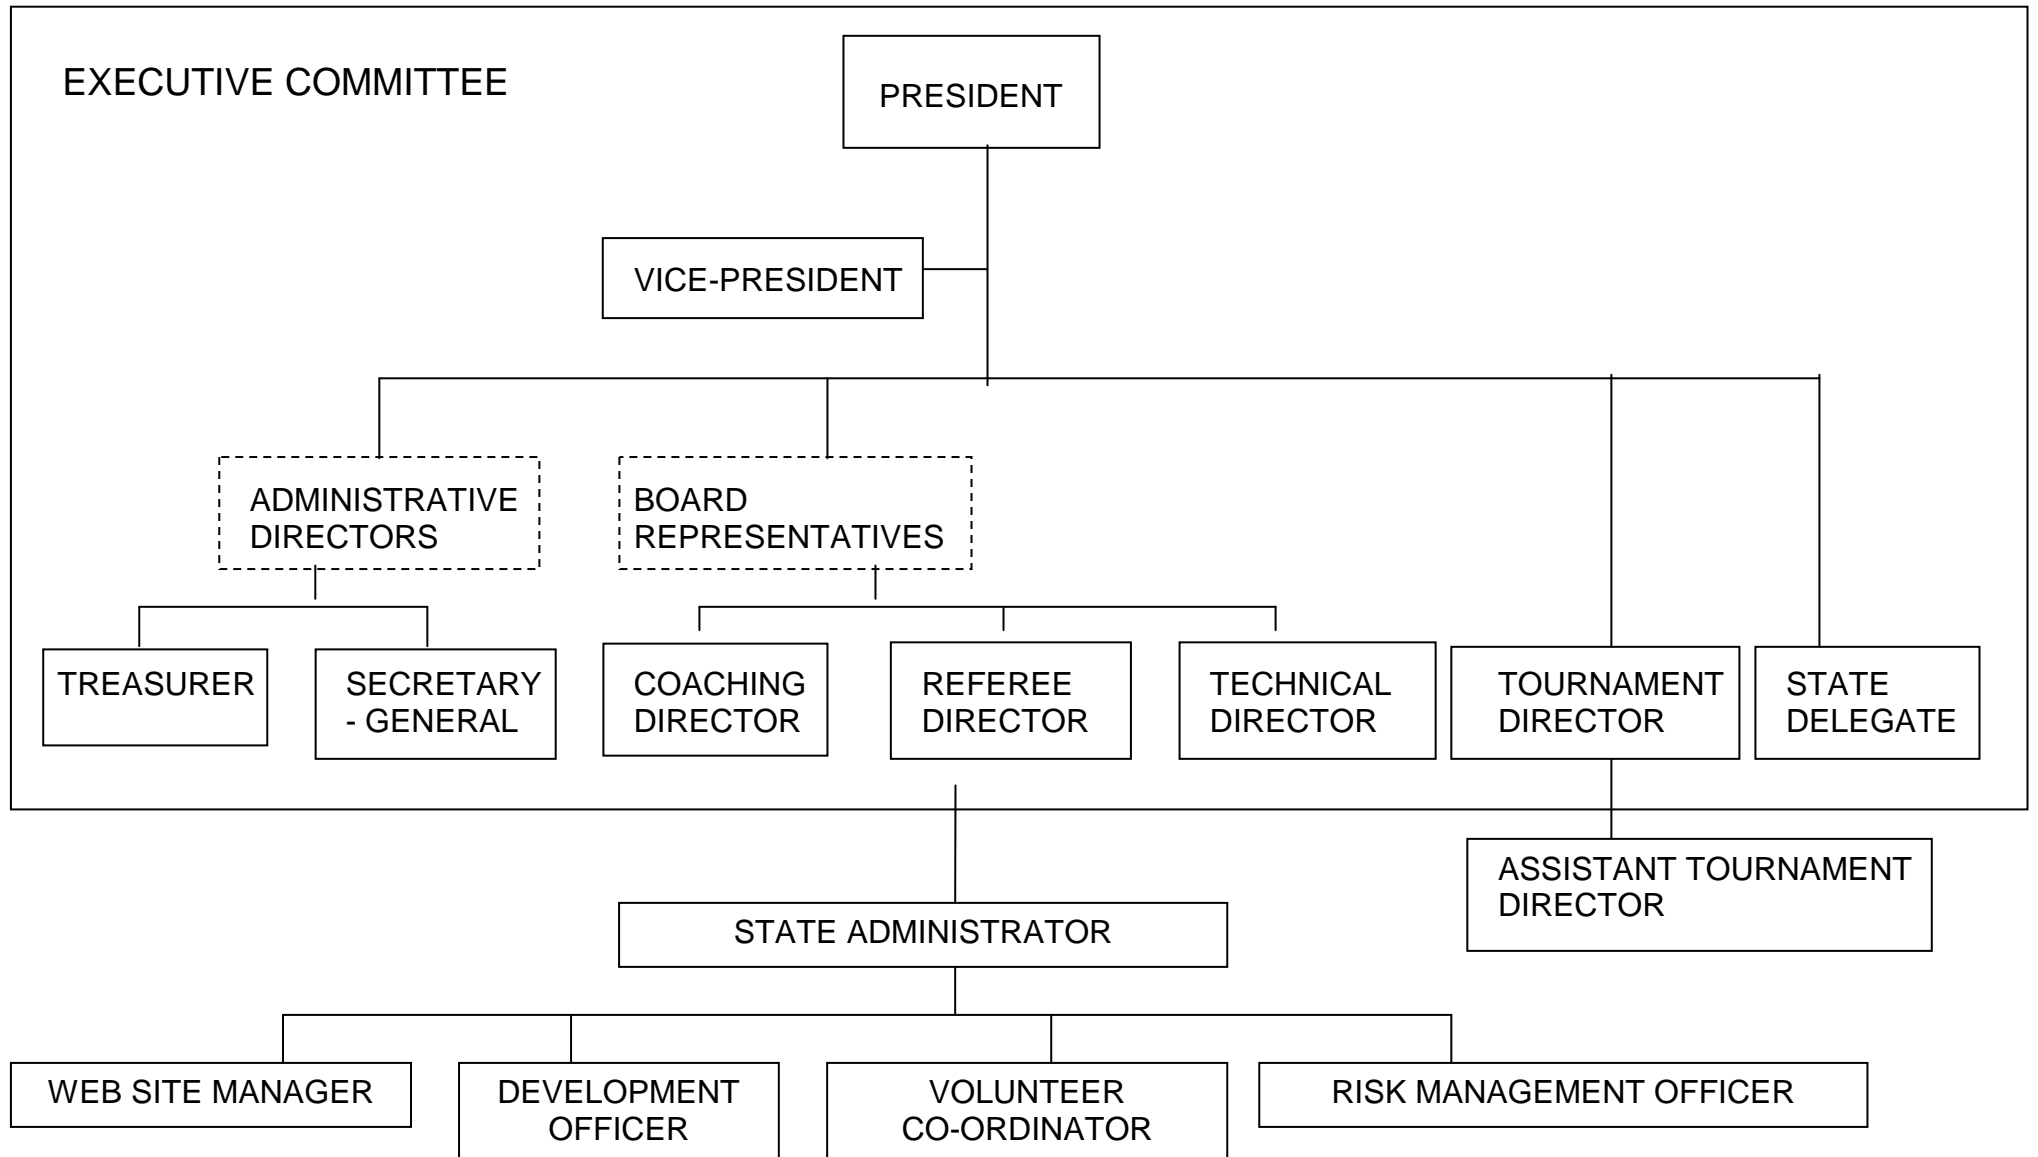 EXECUTIVE COMMITTEE
PRESIDENT
VICE-PRESIDENT
ADMINISTRATIVE
DIRECTORS
BOARD
REPRESENTATIVES
TREASURER
SECRETARY
- GENERAL
COACHING
DIRECTOR
REFEREE
DIRECTOR
TECHNICAL
DIRECTOR
TOURNAMENT
DIRECTOR
STATE
DELEGATE
ASSISTANT TOURNAMENT
DIRECTOR
STATE ADMINISTRATOR
WEB SITE MANAGER
DEVELOPMENT
OFFICER
VOLUNTEER
CO-ORDINATOR
RISK MANAGEMENT OFFICER